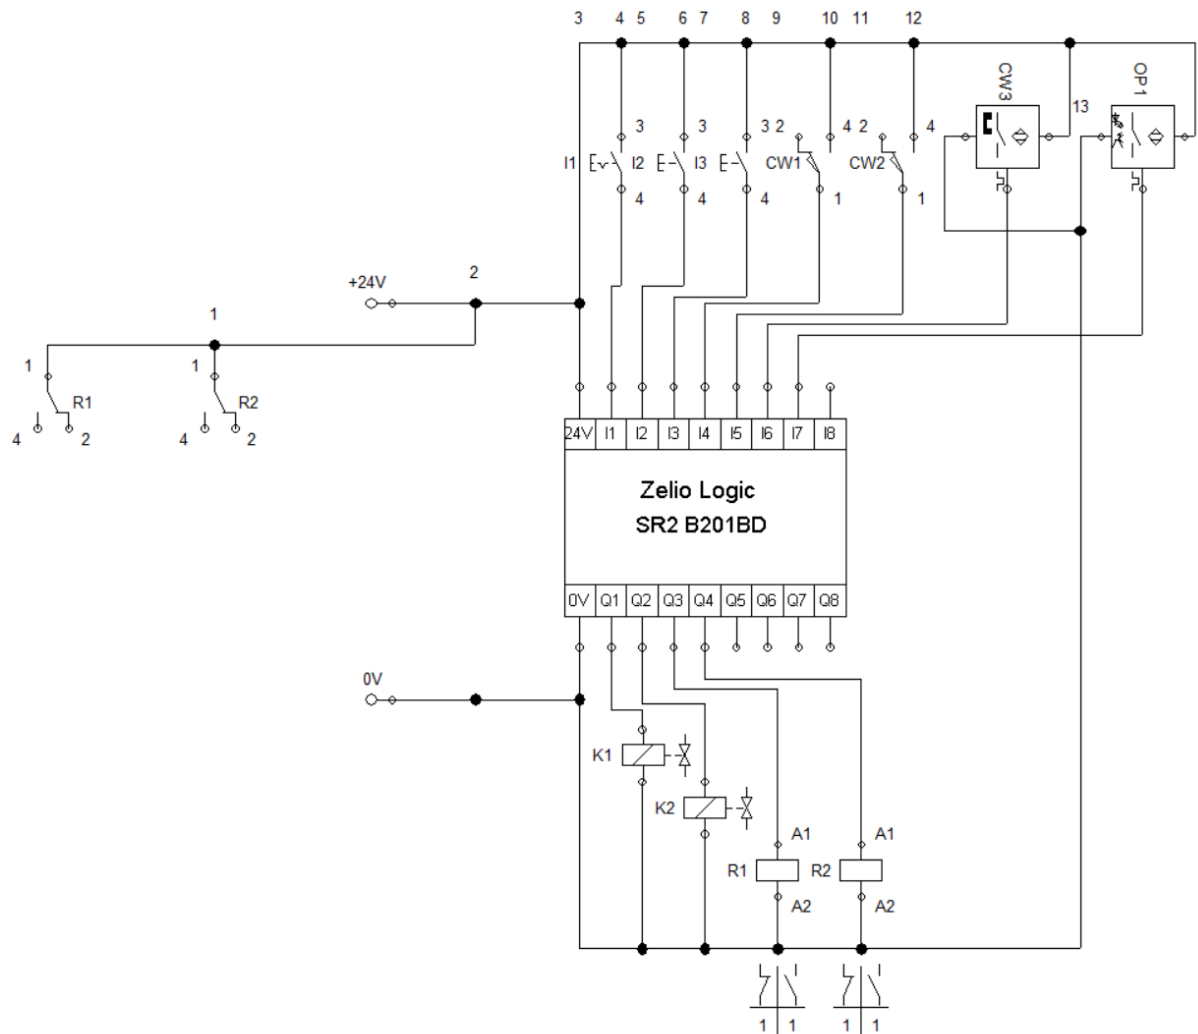 3 4 5 6 7 8 9 10 11 12
CW3 13 OP1
3 3 3 2 4 2 4
I1 I2 I3 CW1 CW2
4 4 4 1 1
+24V 2
1
1 1
R1 R2
4 2 4 2
24V I1 I2 I3 I4 I5 I6 I7 I8
Zelio Logic
SR2 B201BD
0V Q1 Q2 Q3 Q4 Q5 Q6 Q7 Q8
0V
K1
K2
A1 A1
R1 R2
A2 A2
1 1 1 1